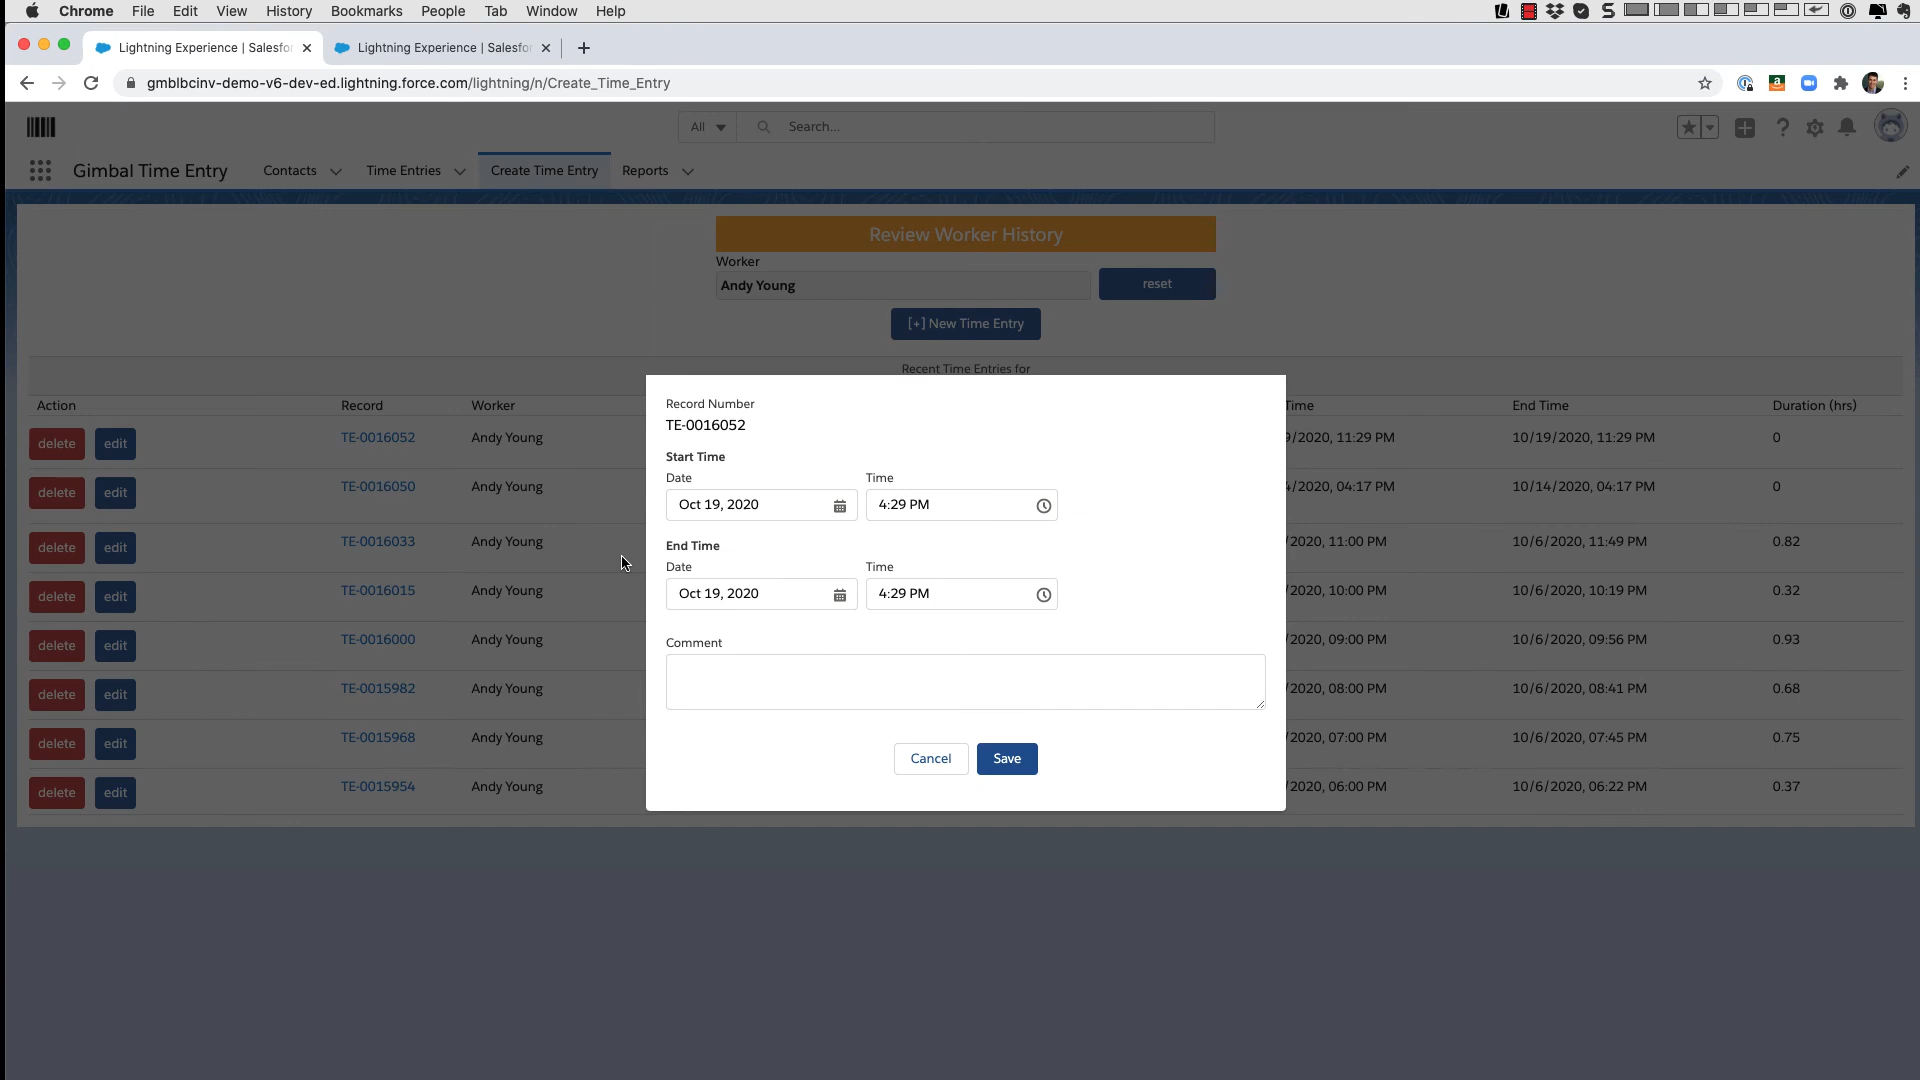 Chrome File Edit View History Bookmarks People Tab Window Help
Lightning Experience | Salesfo Lightning Experience | Salesfo
gmblbcinv-demo-v6-dev-ed.lightning.force.com/lightning/n/Create_Time_Entry
All Search...
Gimbal Time Entry Contacts Time Entries Create Time Entry Reports
Review Worker History
Worker
Andy Young reset
[+] New Time Entry
Recent Time Entries for
Action Record Worker Time End Time Duration (hrs)
delete edit TE-0016052 Andy Young 9/2020, 11:29 PM 10/19/2020, 11:29 PM 0
delete edit TE-0016050 Andy Young 4/2020, 04:17 PM 10/14/2020, 04:17 PM 0
delete edit TE-0016033 Andy Young /2020, 11:00 PM 10/6/2020, 11:49 PM 0.82
delete edit TE-0016015 Andy Young /2020, 10:00 PM 10/6/2020, 10:19 PM 0.32
delete edit TE-0016000 Andy Young /2020, 09:00 PM 10/6/2020, 09:56 PM 0.93
delete edit TE-0015982 Andy Young /2020, 08:00 PM 10/6/2020, 08:41 PM 0.68
delete edit TE-0015968 Andy Young /2020, 07:00 PM 10/6/2020, 07:45 PM 0.75
delete edit TE-0015954 Andy Young /2020, 06:00 PM 10/6/2020, 06:22 PM 0.37
Record Number
TE-0016052
Start Time
Date Time
Oct 19, 2020 4:29 PM
End Time
Date Time
Oct 19, 2020 4:29 PM
Comment
Cancel Save